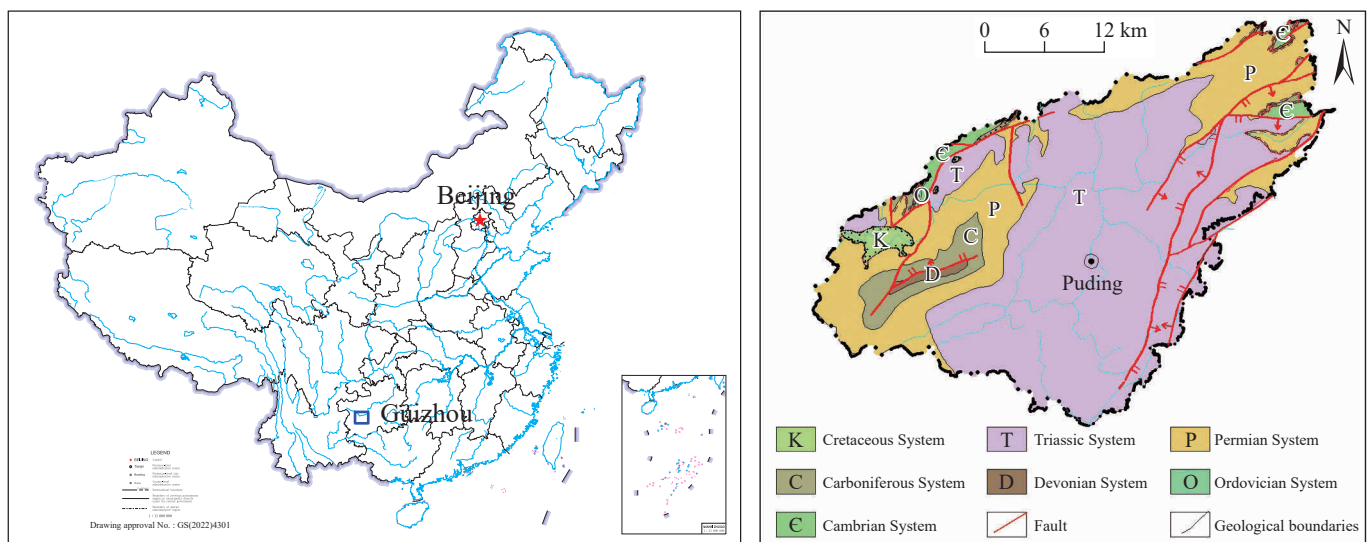 Beijing
Guizhou
LEGEND
Drawing approval No. : GS(2022)4301
0 6 12 km
N
Є
P
Є
Є
T
O
T
P
C
K
D
Puding
K Cretaceous System
T Triassic System
P Permian System
C Carboniferous System
D Devonian System
O Ordovician System
Є Cambrian System
Fault
Geological boundaries